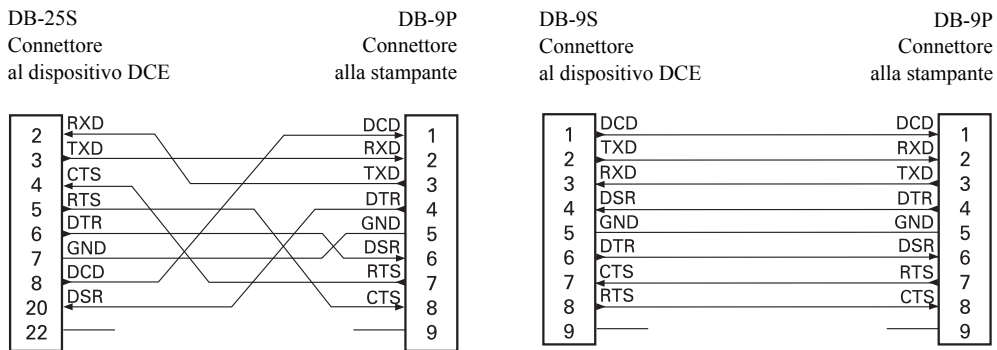 DB-25S
Connettore
al dispositivo DCE
DB-9P
Connettore
alla stampante
2 RXD DCD 1
3 TXD RXD 2
4 CTS TXD 3
5 RTS DTR 4
6 DTR GND 5
7 GND DSR 6
8 DCD RTS 7
20 DSR CTS 8
22 9
DB-9S
Connettore
al dispositivo DCE
DB-9P
Connettore
alla stampante
1 DCD DCD 1
2 TXD RXD 2
3 RXD TXD 3
4 DSR DTR 4
5 GND GND 5
6 DTR DSR 6
7 CTS RTS 7
8 RTS CTS 8
9 9